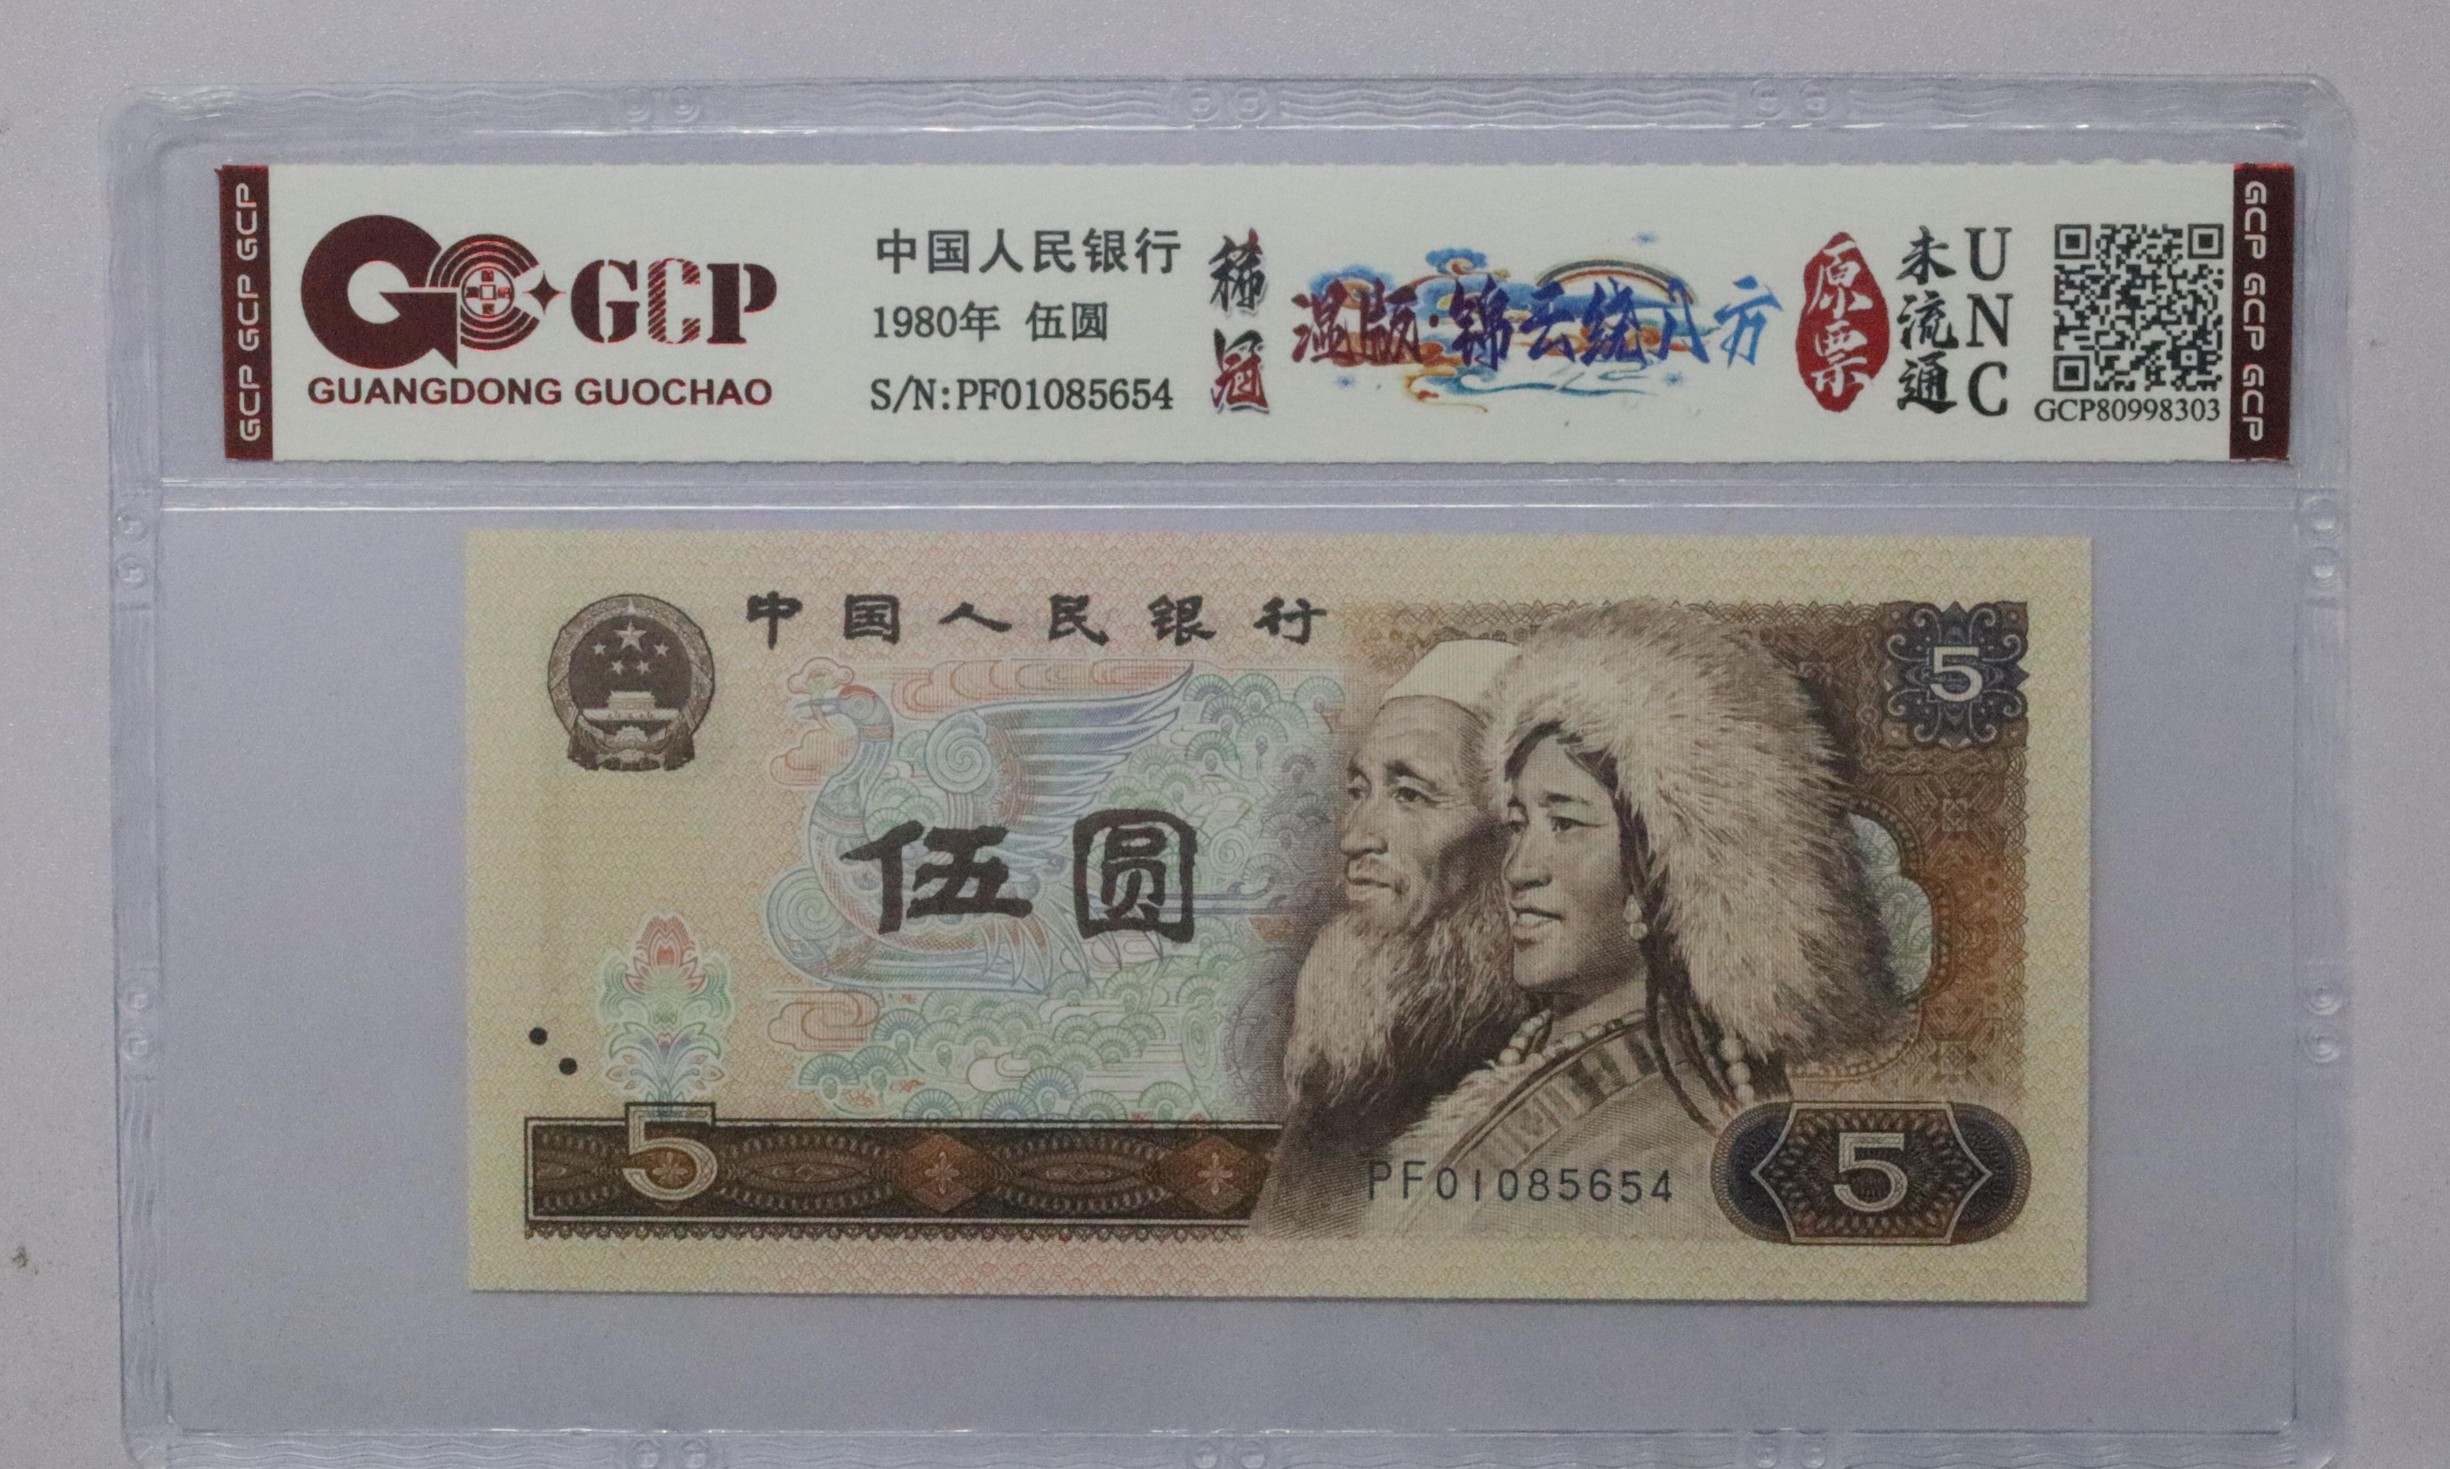 GCP GCP GCP
GCP
GUANGDONG GUOCHAO
中国人民银行
1980年 伍圆
S/N:PF01085654
稀冠
温版·锦云绕八方
原票
未流通
UNC
GCP80998303
GCP GCP GCP
中国人民银行
5
伍圆
5
PF01085654
5